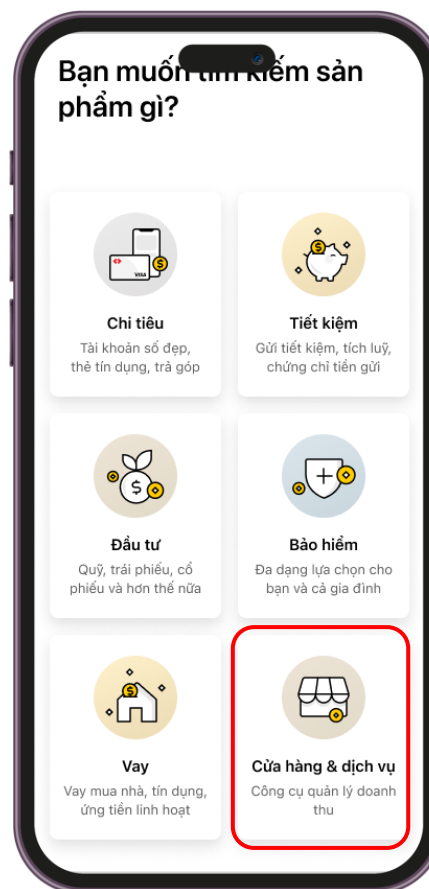 Bạn muốn tìm kiếm sản
phẩm gì?
VISA
Chi tiêu
Tài khoản số đẹp,
thẻ tín dụng, trả góp
Tiết kiệm
Gửi tiết kiệm, tích luỹ,
chứng chỉ tiền gửi
Đầu tư
Quỹ, trái phiếu, cổ
phiếu và hơn thế nữa
Bảo hiểm
Đa dạng lựa chọn cho
bạn và cả gia đình
Vay
Vay mua nhà, tín dụng,
ứng tiền linh hoạt
Cửa hàng & dịch vụ
Công cụ quản lý doanh
thu